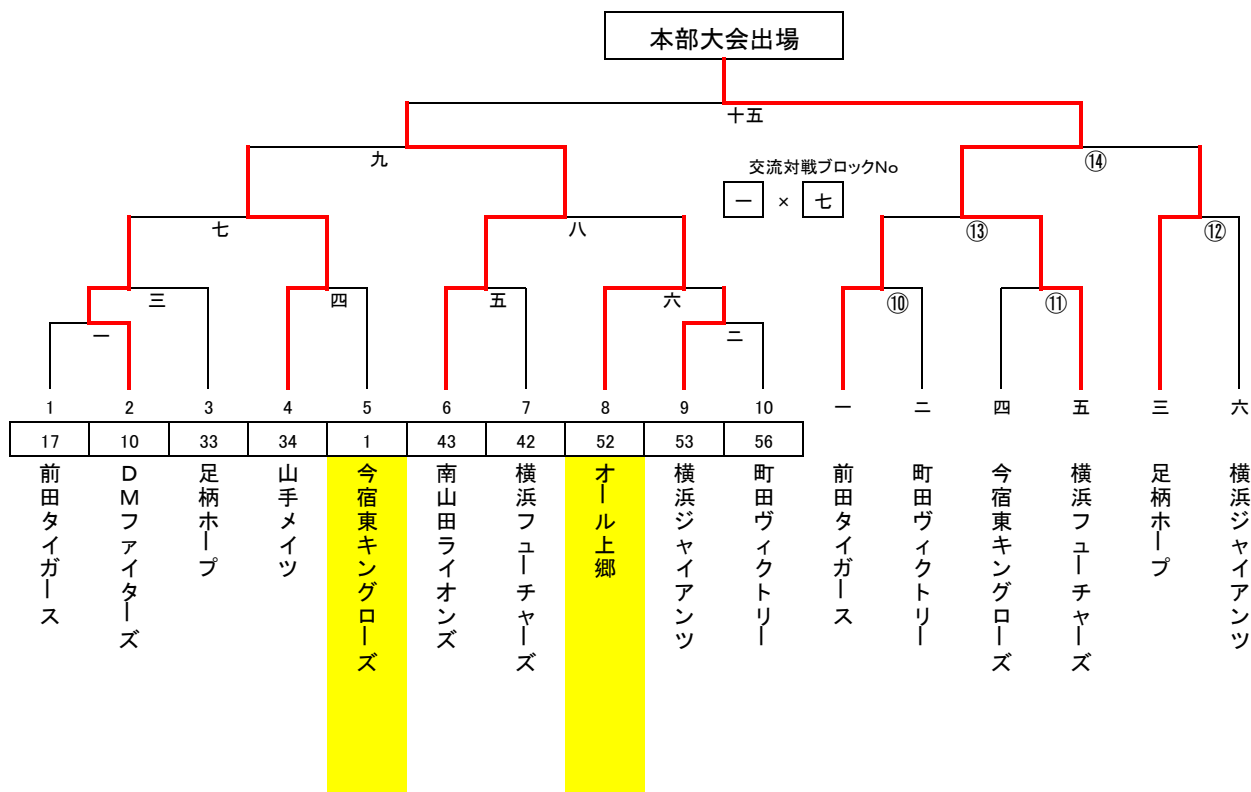 本部大会出場
十五
九
⑭
交流対戦ブロックNo
一 × 七
七
八
⑬
⑫
三
四
五
六
⑩
⑪
一
二
1 2 3 4 5 6 7 8 9 10 一 二 四 五 三 六
17 10 33 34 1 43 42 52 53 56
前田タイガース
DMファイターズ
足柄ホープ
山手メイツ
今宿東キングローズ
南山田ライオンズ
横浜フューチャーズ
オール上郷
横浜ジャイアンツ
町田ヴィクトリー
前田タイガース
町田ヴィクトリー
今宿東キングローズ
横浜フューチャーズ
足柄ホープ
横浜ジャイアンツ